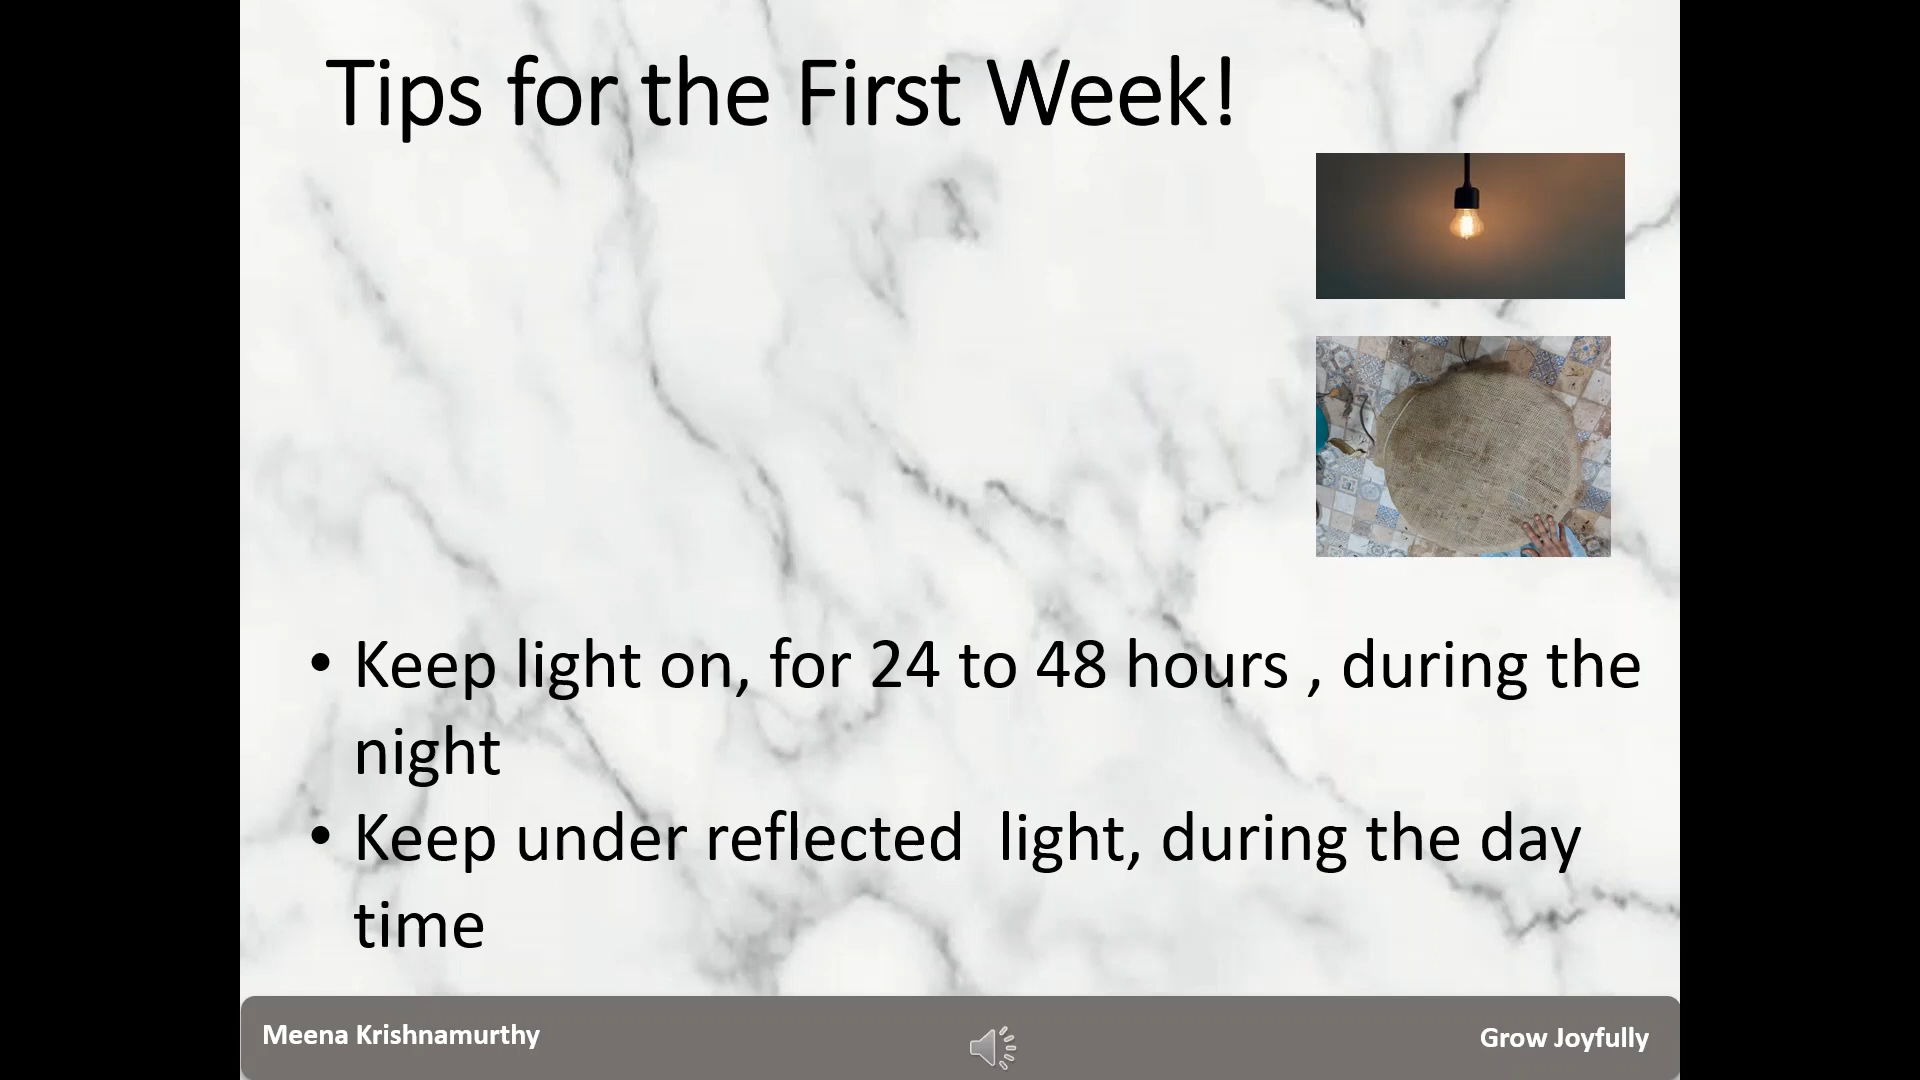 Tips for the First Week!
• Keep light on, for 24 to 48 hours , during the
night
• Keep under reflected  light, during the day
time
Meena Krishnamurthy
Grow Joyfully